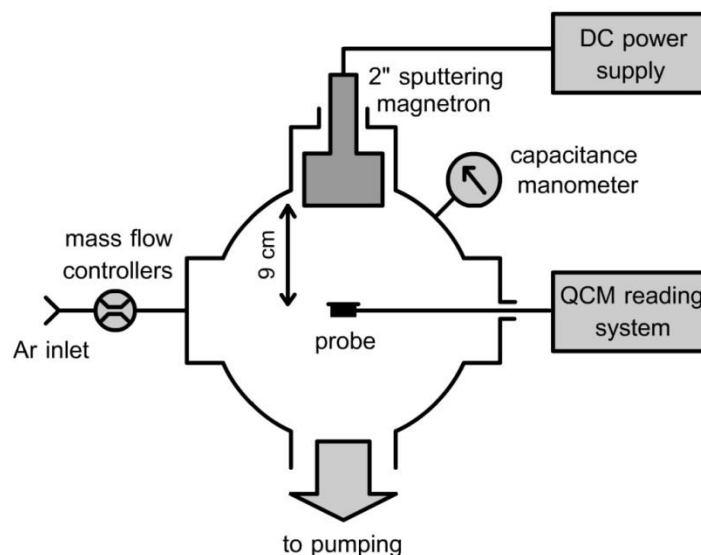 DC power
supply
2" sputtering
magnetron
capacitance
manometer
mass flow
controllers
9 cm
Ar inlet
probe
QCM reading
system
to pumping